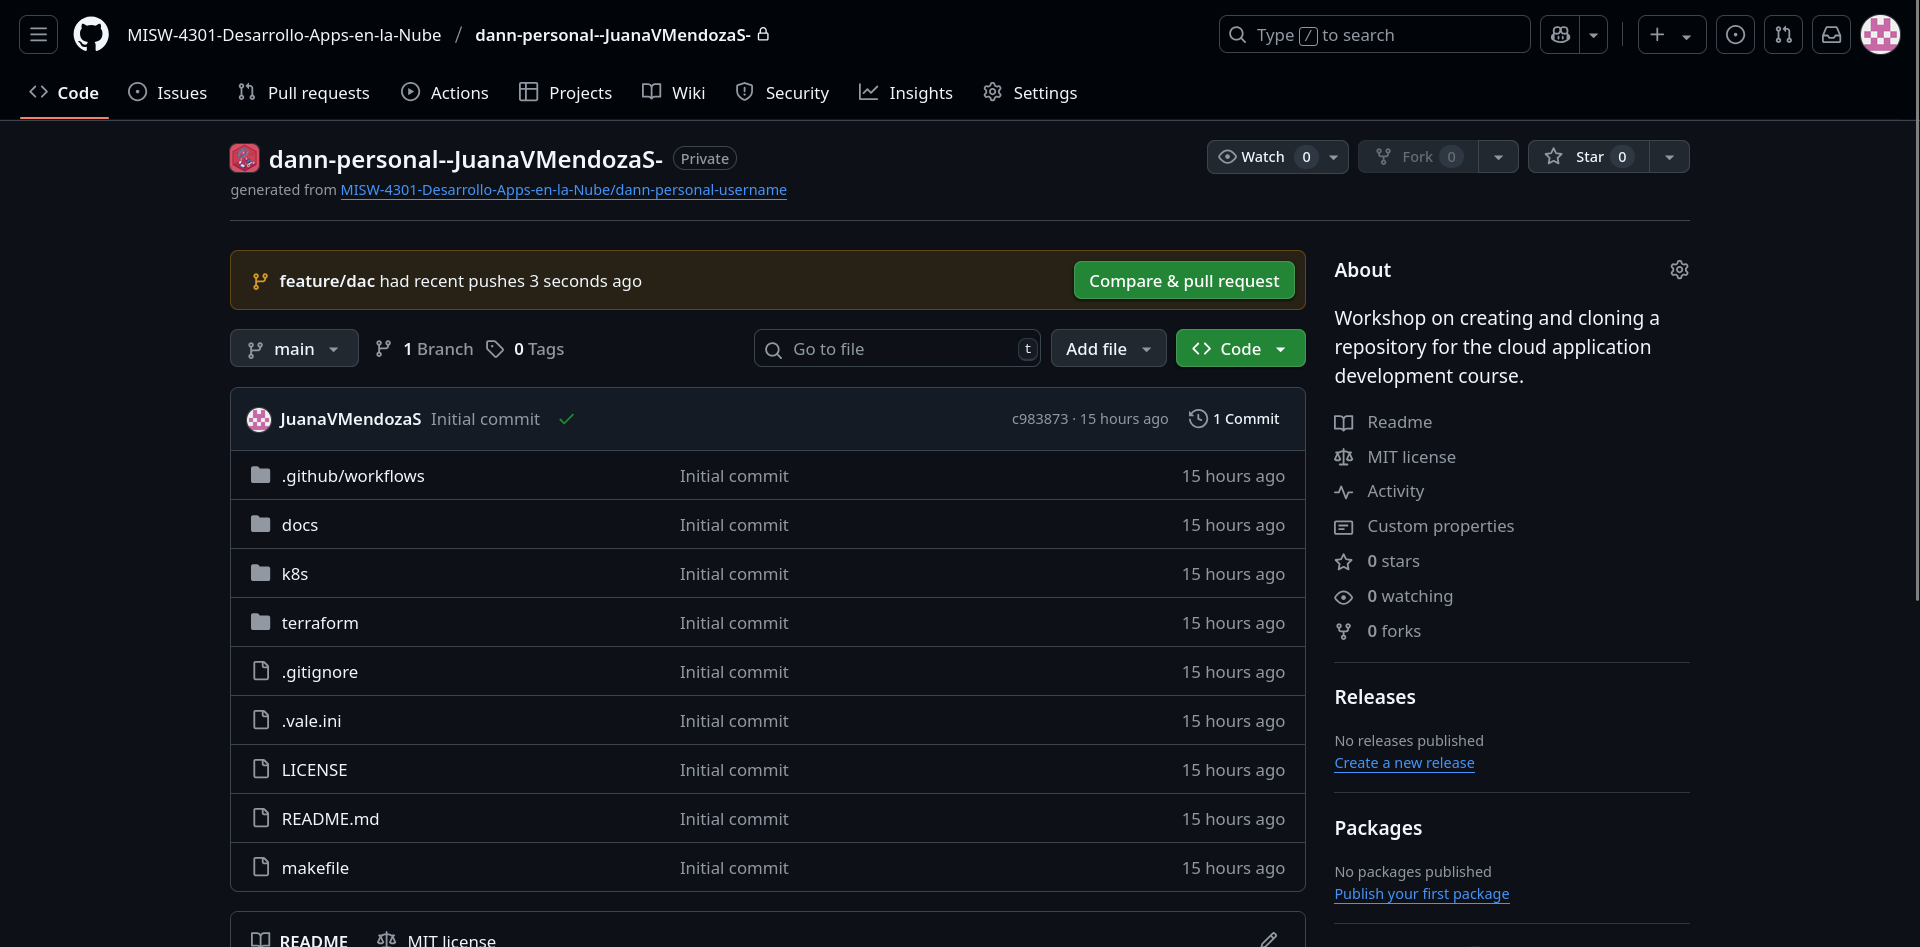 MISW-4301-Desarrollo-Apps-en-la-Nube / dann-personal--JuanaVMendozaS-
Type / to search
Code Issues Pull requests Actions Projects Wiki Security Insights Settings
dann-personal--JuanaVMendozaS- Private
Watch 0 Fork 0 Star 0
generated from MISW-4301-Desarrollo-Apps-en-la-Nube/dann-personal-username
feature/dac had recent pushes 3 seconds ago
Compare & pull request
main 1 Branch 0 Tags
Go to file t
Add file
Code
JuanaVMendozaS Initial commit c983873 · 15 hours ago 1 Commit
.github/workflows Initial commit 15 hours ago
docs Initial commit 15 hours ago
k8s Initial commit 15 hours ago
terraform Initial commit 15 hours ago
.gitignore Initial commit 15 hours ago
.vale.ini Initial commit 15 hours ago
LICENSE Initial commit 15 hours ago
README.md Initial commit 15 hours ago
makefile Initial commit 15 hours ago
README MIT license
About
Workshop on creating and cloning a
repository for the cloud application
development course.
Readme
MIT license
Activity
Custom properties
0 stars
0 watching
0 forks
Releases
No releases published
Create a new release
Packages
No packages published
Publish your first package